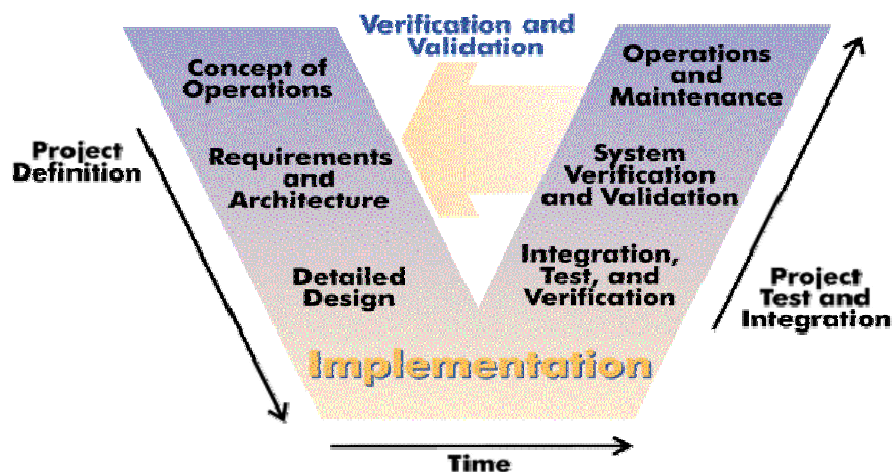 Verification and
Validation
Concept of
Operations
Operations
and
Maintenance
Project
Definition
Requirements
and
Architecture
System
Verification
and Validation
Detailed
Design
Integration,
Test, and
Verification
Project
Test and
Integration
Implementation
Time